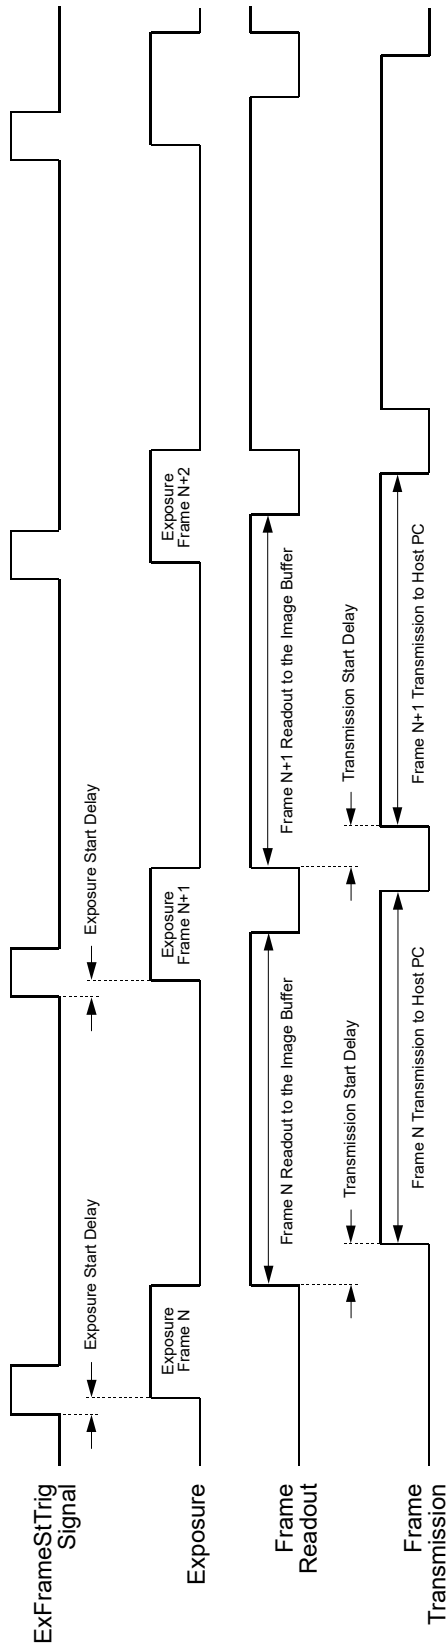 ExFrameStTrig
Signal
Exposure Start Delay
Exposure Start Delay
Exposure
Exposure
Frame N
Exposure
Frame N+1
Exposure
Frame N+2
Frame
Readout
Frame N Readout to the Image Buffer
Frame N+1 Readout to the Image Buffer
Transmission Start Delay
Transmission Start Delay
Frame
Transmission
Frame N Transmission to Host PC
Frame N+1 Transmission to Host PC